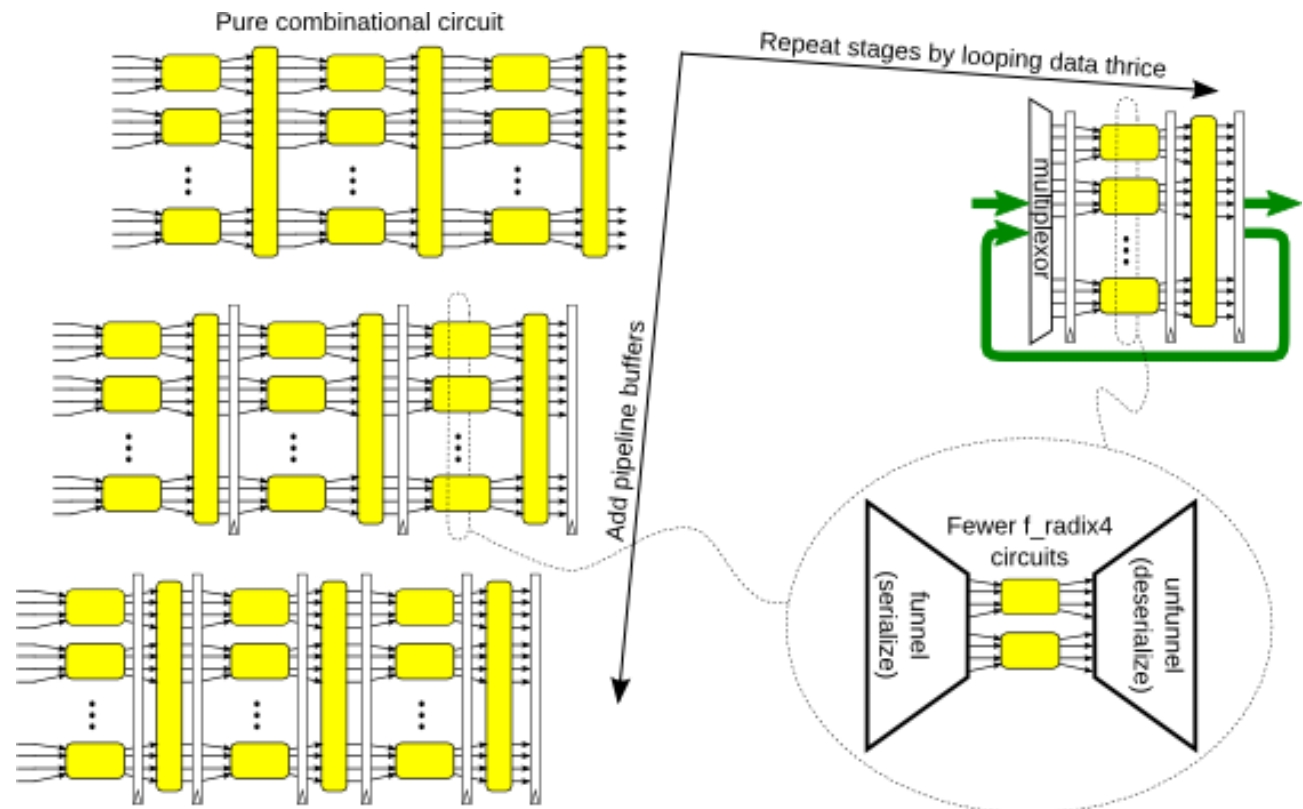 Pure combinational circuit
Repeat stages by looping data thrice
multiplexor
Add pipeline buffers
Fewer f_radix4
circuits
funnel
(serialize)
unfunnel
(deserialize)